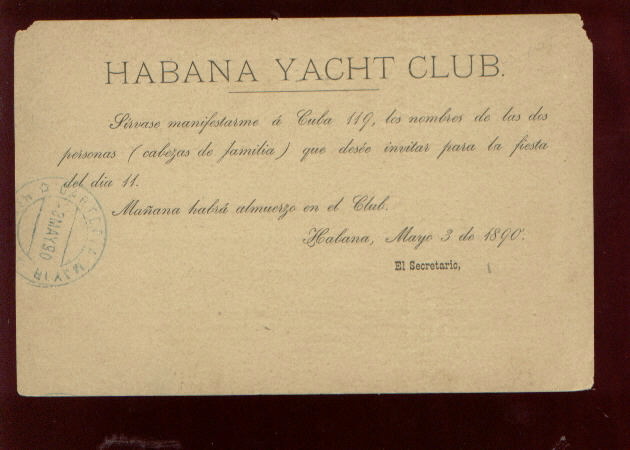 HABANA YACHT CLUB.
Sírvase manifestarme á Cuba 119, los nombres de las dos
personas (cabezas de familia) que desée invitar para la fiesta
del dia 11.
Mañana habrá almuerzo en el Club.
Habana, Mayo 3 de 1890.
El Secretario,
MAY 90